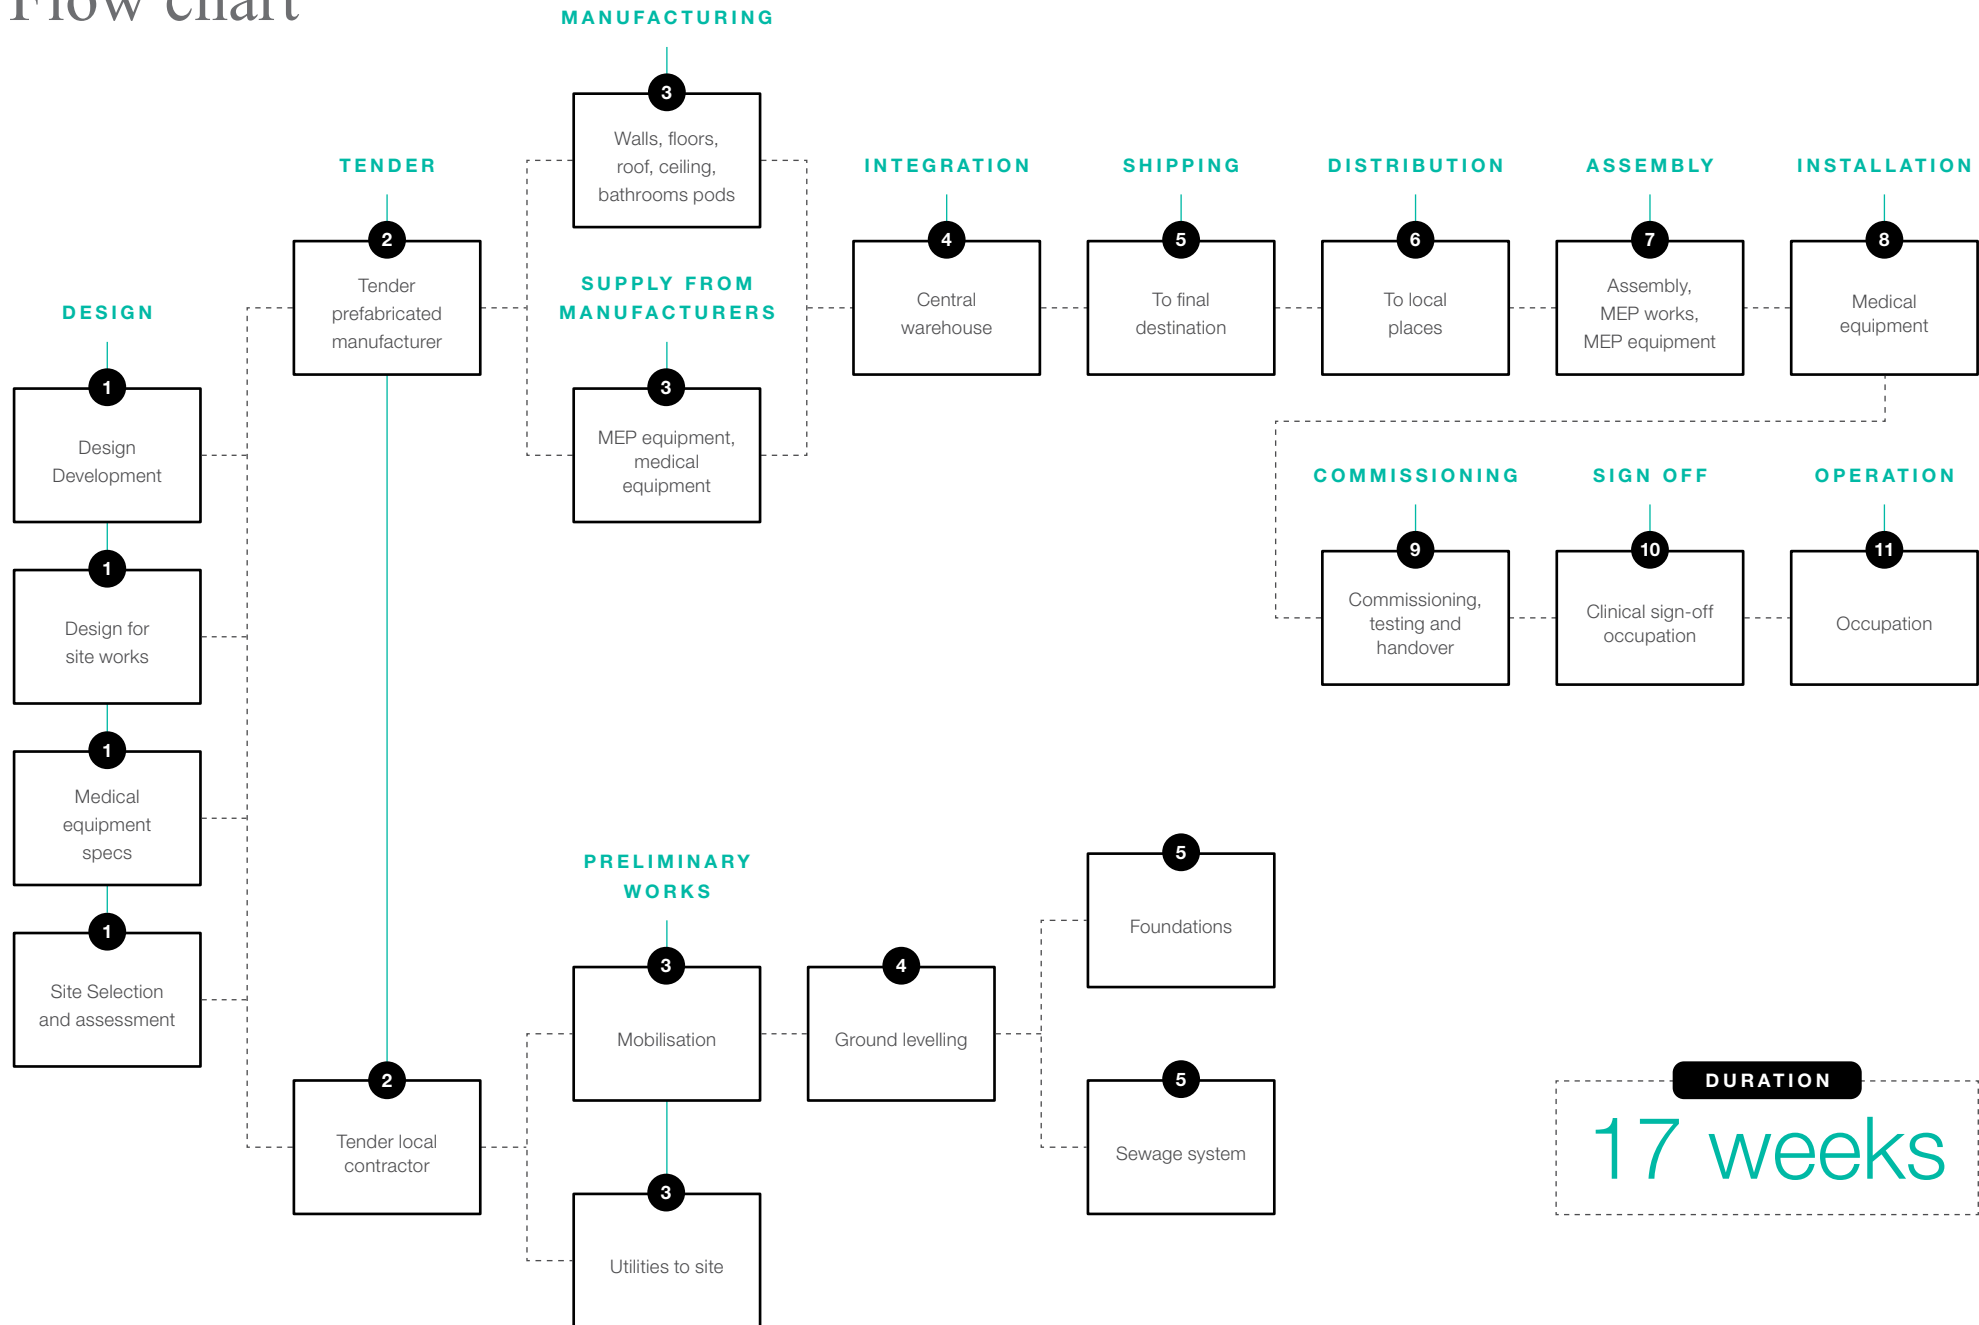 Flow chart
DESIGN
1
Design
Development
1
Design for
site works
1
Medical
equipment
specs
1
Site Selection
and assessment
TENDER
2
Tender
prefabricated
manufacturer
2
Tender local
contractor
MANUFACTURING
3
Walls, floors,
roof, ceiling,
bathrooms pods
SUPPLY FROM
MANUFACTURERS
3
MEP equipment,
medical
equipment
INTEGRATION
4
Central
warehouse
SHIPPING
5
To final
destination
DISTRIBUTION
6
To local
places
ASSEMBLY
7
Assembly,
MEP works,
MEP equipment
INSTALLATION
8
Medical
equipment
COMMISSIONING
9
Commissioning,
testing and
handover
SIGN OFF
10
Clinical sign-off
occupation
OPERATION
11
Occupation
PRELIMINARY
WORKS
3
Mobilisation
3
Utilities to site
4
Ground levelling
5
Foundations
5
Sewage system
DURATION
17 weeks